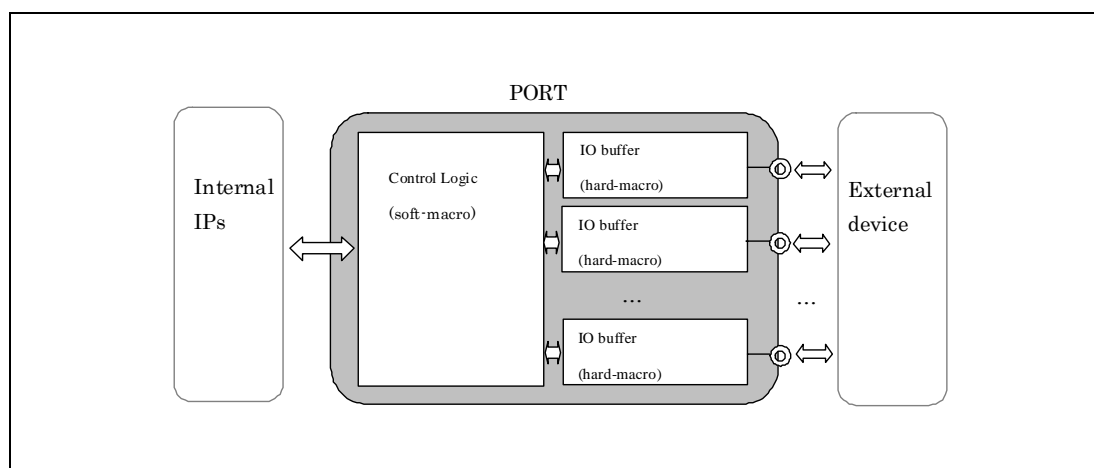 PORT
Internal
IPs
Control Logic
(soft-macro)
IO buffer
(hard-macro)
IO buffer
(hard-macro)
...
IO buffer
(hard-macro)
...
External
device